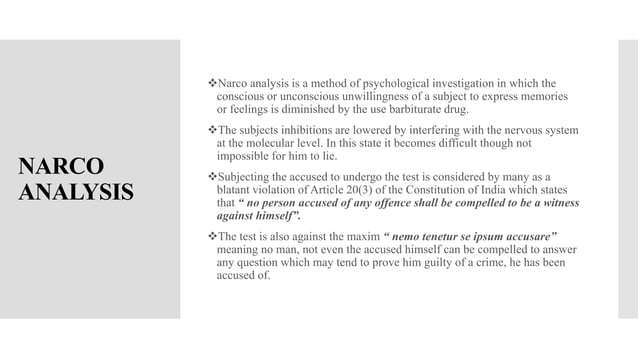 NARCO
ANALYSIS
❖Narco analysis is a method of psychological investigation in which the
conscious or unconscious unwillingness of a subject to express memories
or feelings is diminished by the use barbiturate drug.
❖The subjects inhibitions are lowered by interfering with the nervous system
at the molecular level. In this state it becomes difficult though not
impossible for him to lie.
❖Subjecting the accused to undergo the test is considered by many as a
blatant violation of Article 20(3) of the Constitution of India which states
that “ no person accused of any offence shall be compelled to be a witness
against himself”.
❖The test is also against the maxim “ nemo tenetur se ipsum accusare”
meaning no man, not even the accused himself can be compelled to answer
any question which may tend to prove him guilty of a crime, he has been
accused of.